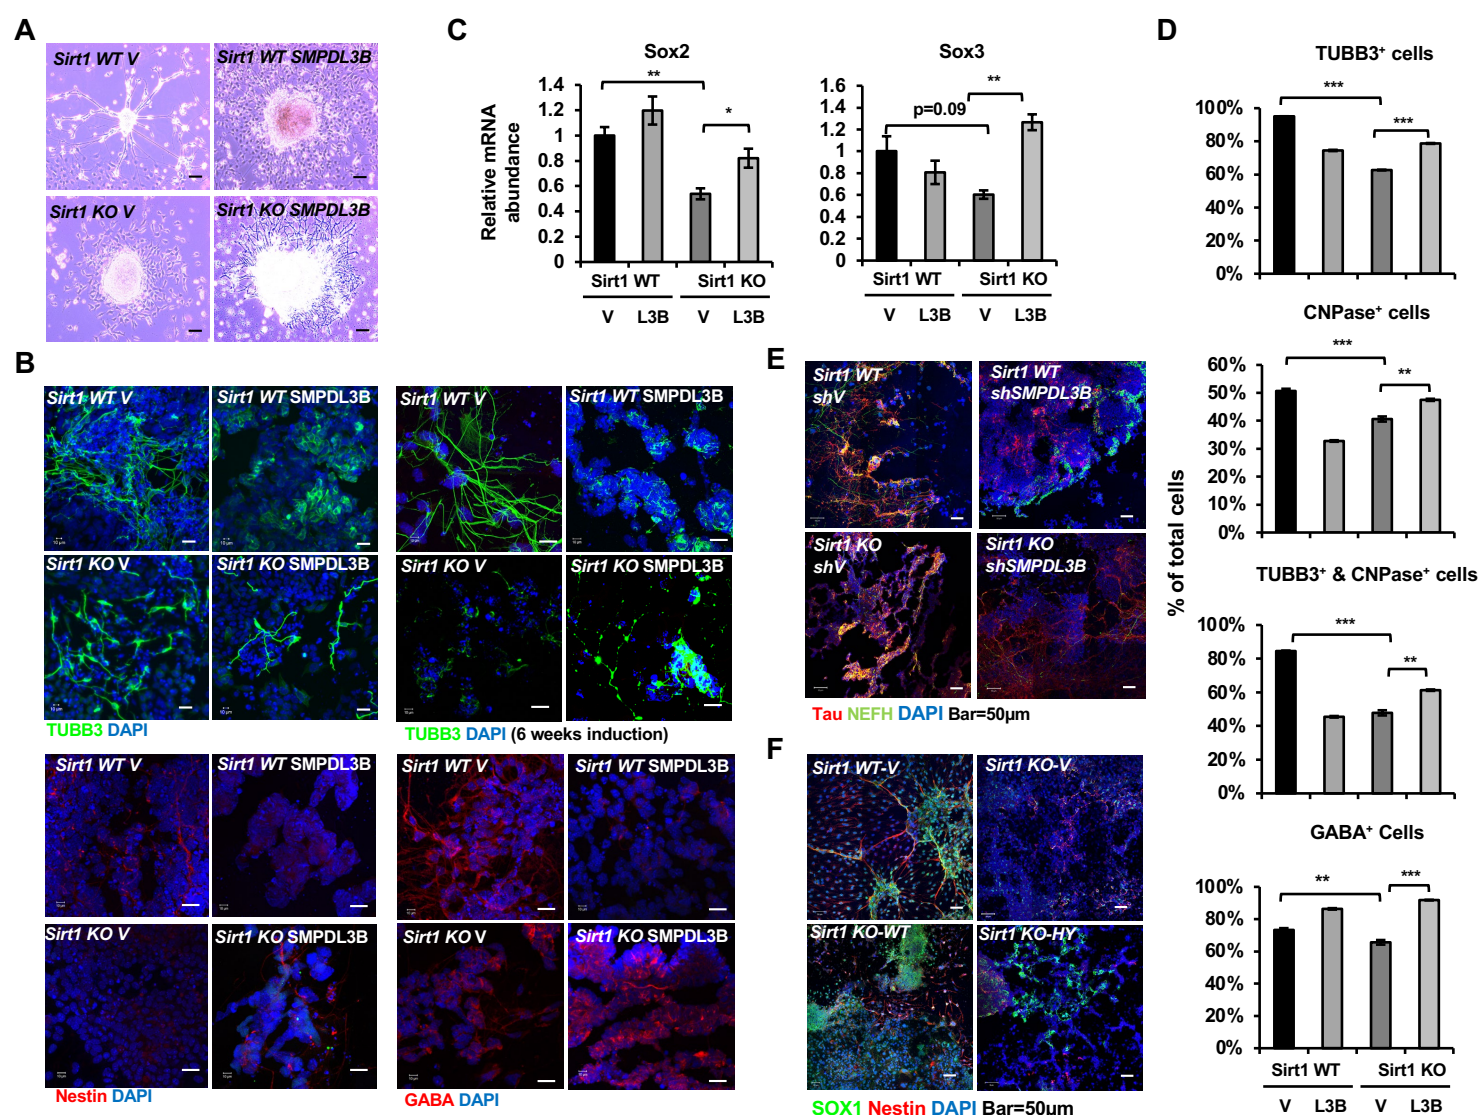 A
Sirt1 WT V
Sirt1 WT SMPDL3B
Sirt1 KO V
Sirt1 KO SMPDL3B
B
Sirt1 WT V
Sirt1 WT SMPDL3B
Sirt1 WT V
Sirt1 WT SMPDL3B
Sirt1 KO V
Sirt1 KO SMPDL3B
Sirt1 KO V
Sirt1 KO SMPDL3B
TUBB3 DAPI
TUBB3 DAPI (6 weeks induction)
Sirt1 WT V
Sirt1 WT SMPDL3B
Sirt1 WT V
Sirt1 WT SMPDL3B
Sirt1 KO V
Sirt1 KO SMPDL3B
Sirt1 KO V
Sirt1 KO SMPDL3B
Nestin DAPI
GABA DAPI
C
Sox2
Relative mRNA
abundance
1.4
1.2
1
0.8
0.6
0.4
0.2
0
**
*
Sirt1 WT
Sirt1 KO
V L3B V L3B
Sox3
1.6
1.4
1.2
1
0.8
0.6
0.4
0.2
0
p=0.09
**
Sirt1 WT
Sirt1 KO
V L3B V L3B
D
% of total cells
TUBB3⁺ cells
100%
80%
60%
40%
20%
0%
***
***
CNPase⁺ cells
60%
50%
40%
30%
20%
10%
0%
***
**
TUBB3⁺ & CNPase⁺ cells
100%
80%
60%
40%
20%
0%
***
**
GABA⁺ Cells
100%
80%
60%
40%
20%
0%
**
***
Sirt1 WT
Sirt1 KO
V L3B V L3B
E
Sirt1 WT
shV
Sirt1 WT
shSMPDL3B
Sirt1 KO
shV
Sirt1 KO
shSMPDL3B
Tau NEFH DAPI Bar=50µm
F
Sirt1 WT-V
Sirt1 KO-V
Sirt1 KO-WT
Sirt1 KO-HY
SOX1 Nestin DAPI Bar=50µm